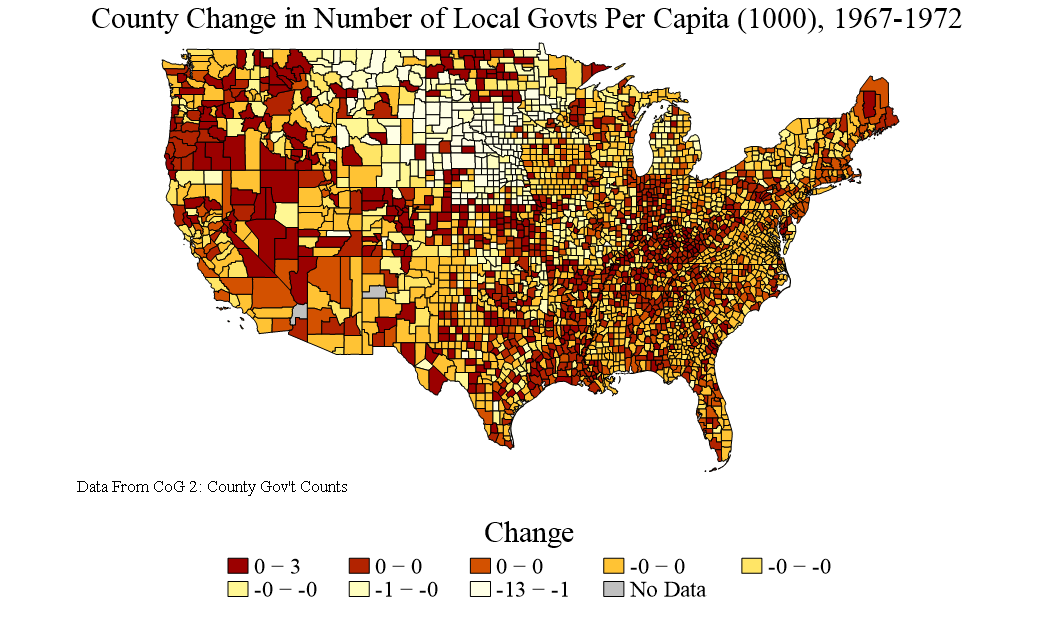 County Change in Number of Local Govts Per Capita (1000), 1967-1972
Data From CoG 2: County Gov't Counts
Change
0 − 3 0 − 0 0 − 0 -0 − 0 -0 − -0
-0 − -0 -1 − -0 -13 − -1 No Data